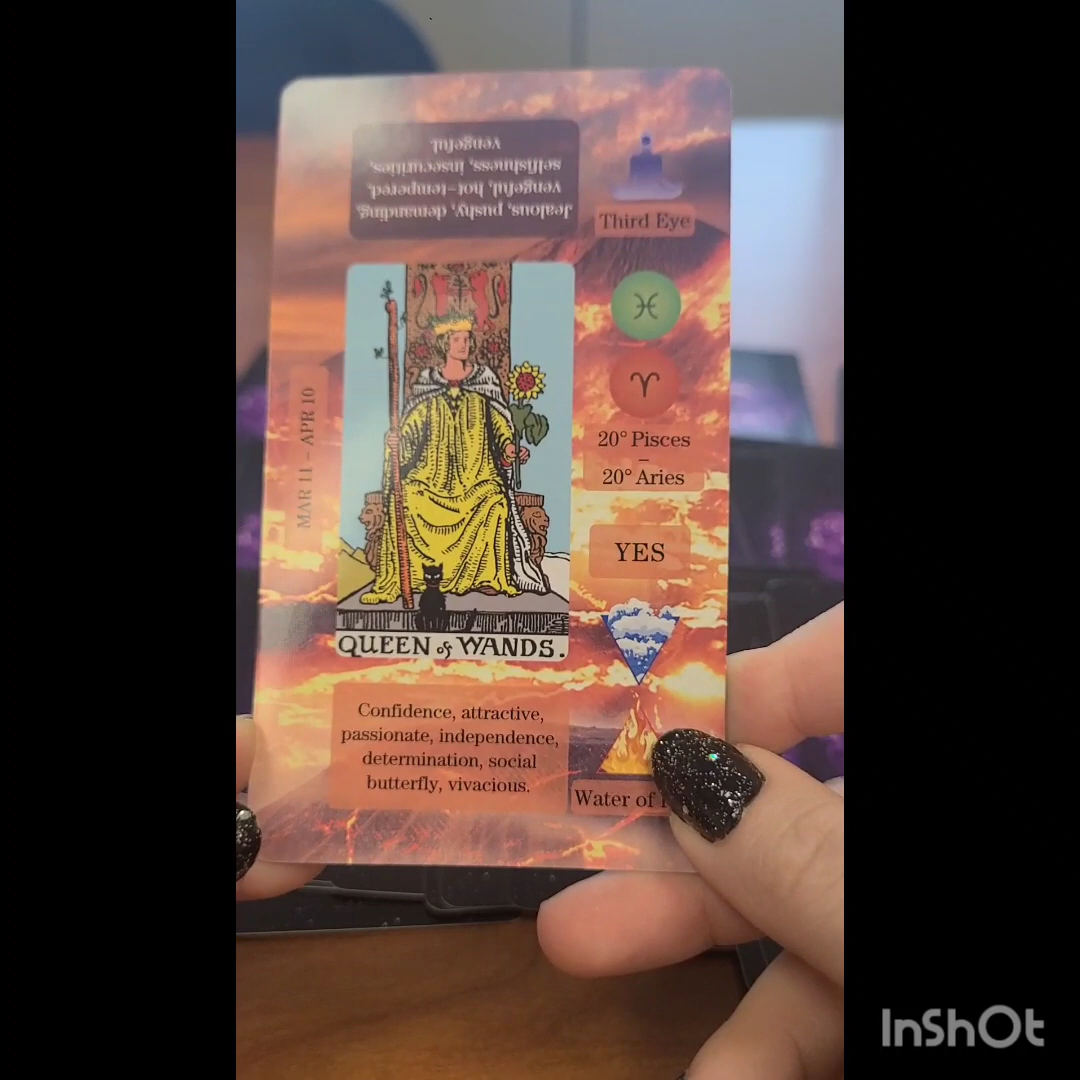 Jealous, pushy, demanding,
vengeful, hot-tempered,
selfishness, insecurities,
vengeful.
Third Eye
MAR 11 – APR 10
20° Pisces
–
20° Aries
YES
QUEEN of WANDS.
Confidence, attractive,
passionate, independence,
determination, social
butterfly, vivacious.
Water of
InShOt